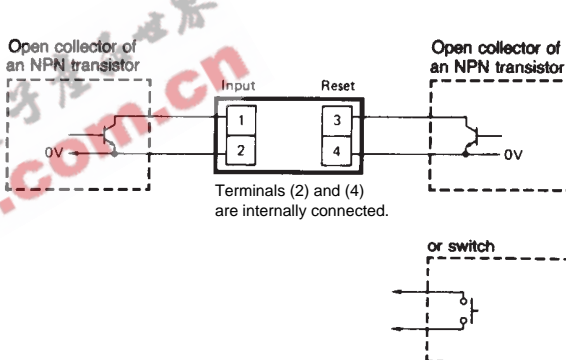 Open collector of
an NPN transistor
Input
Reset
Open collector of
an NPN transistor
1
3
2
4
0V
0V
Terminals (2) and (4)
are internally connected.
or switch
.com.cn